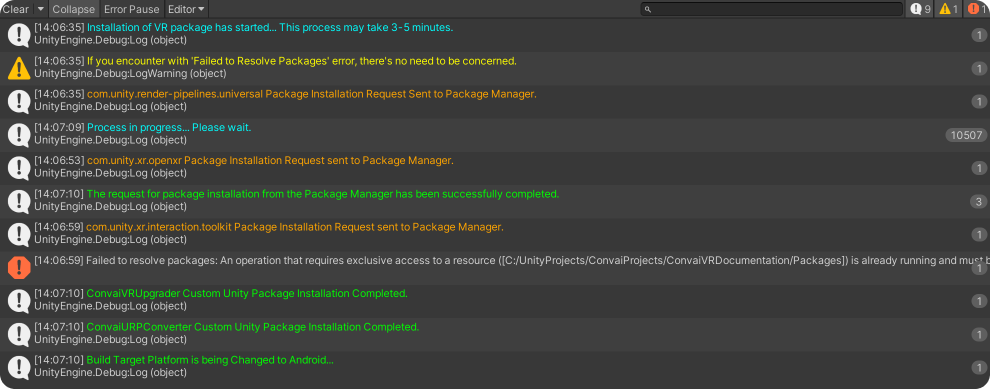 Clear Collapse Error Pause Editor 9 1 1
[14:06:35] Installation of VR package has started... This process may take 3-5 minutes.
UnityEngine.Debug:Log (object)
1
[14:06:35] If you encounter with 'Failed to Resolve Packages' error, there's no need to be concerned.
UnityEngine.Debug:LogWarning (object)
1
[14:06:35] com.unity.render-pipelines.universal Package Installation Request Sent to Package Manager.
UnityEngine.Debug:Log (object)
1
[14:07:09] Process in progress... Please wait.
UnityEngine.Debug:Log (object)
10507
[14:06:53] com.unity.xr.openxr Package Installation Request sent to Package Manager.
UnityEngine.Debug:Log (object)
1
[14:07:10] The request for package installation from the Package Manager has been successfully completed.
UnityEngine.Debug:Log (object)
3
[14:06:59] com.unity.xr.interaction.toolkit Package Installation Request sent to Package Manager.
UnityEngine.Debug:Log (object)
1
[14:06:59] Failed to resolve packages: An operation that requires exclusive access to a resource ([C:/UnityProjects/ConvaiProjects/ConvaiVRDocumentation/Packages]) is already running and must b
1
[14:07:10] ConvaiVRUpgrader Custom Unity Package Installation Completed.
UnityEngine.Debug:Log (object)
1
[14:07:10] ConvaiURPConverter Custom Unity Package Installation Completed.
UnityEngine.Debug:Log (object)
1
[14:07:10] Build Target Platform is being Changed to Android...
UnityEngine.Debug:Log (object)
1